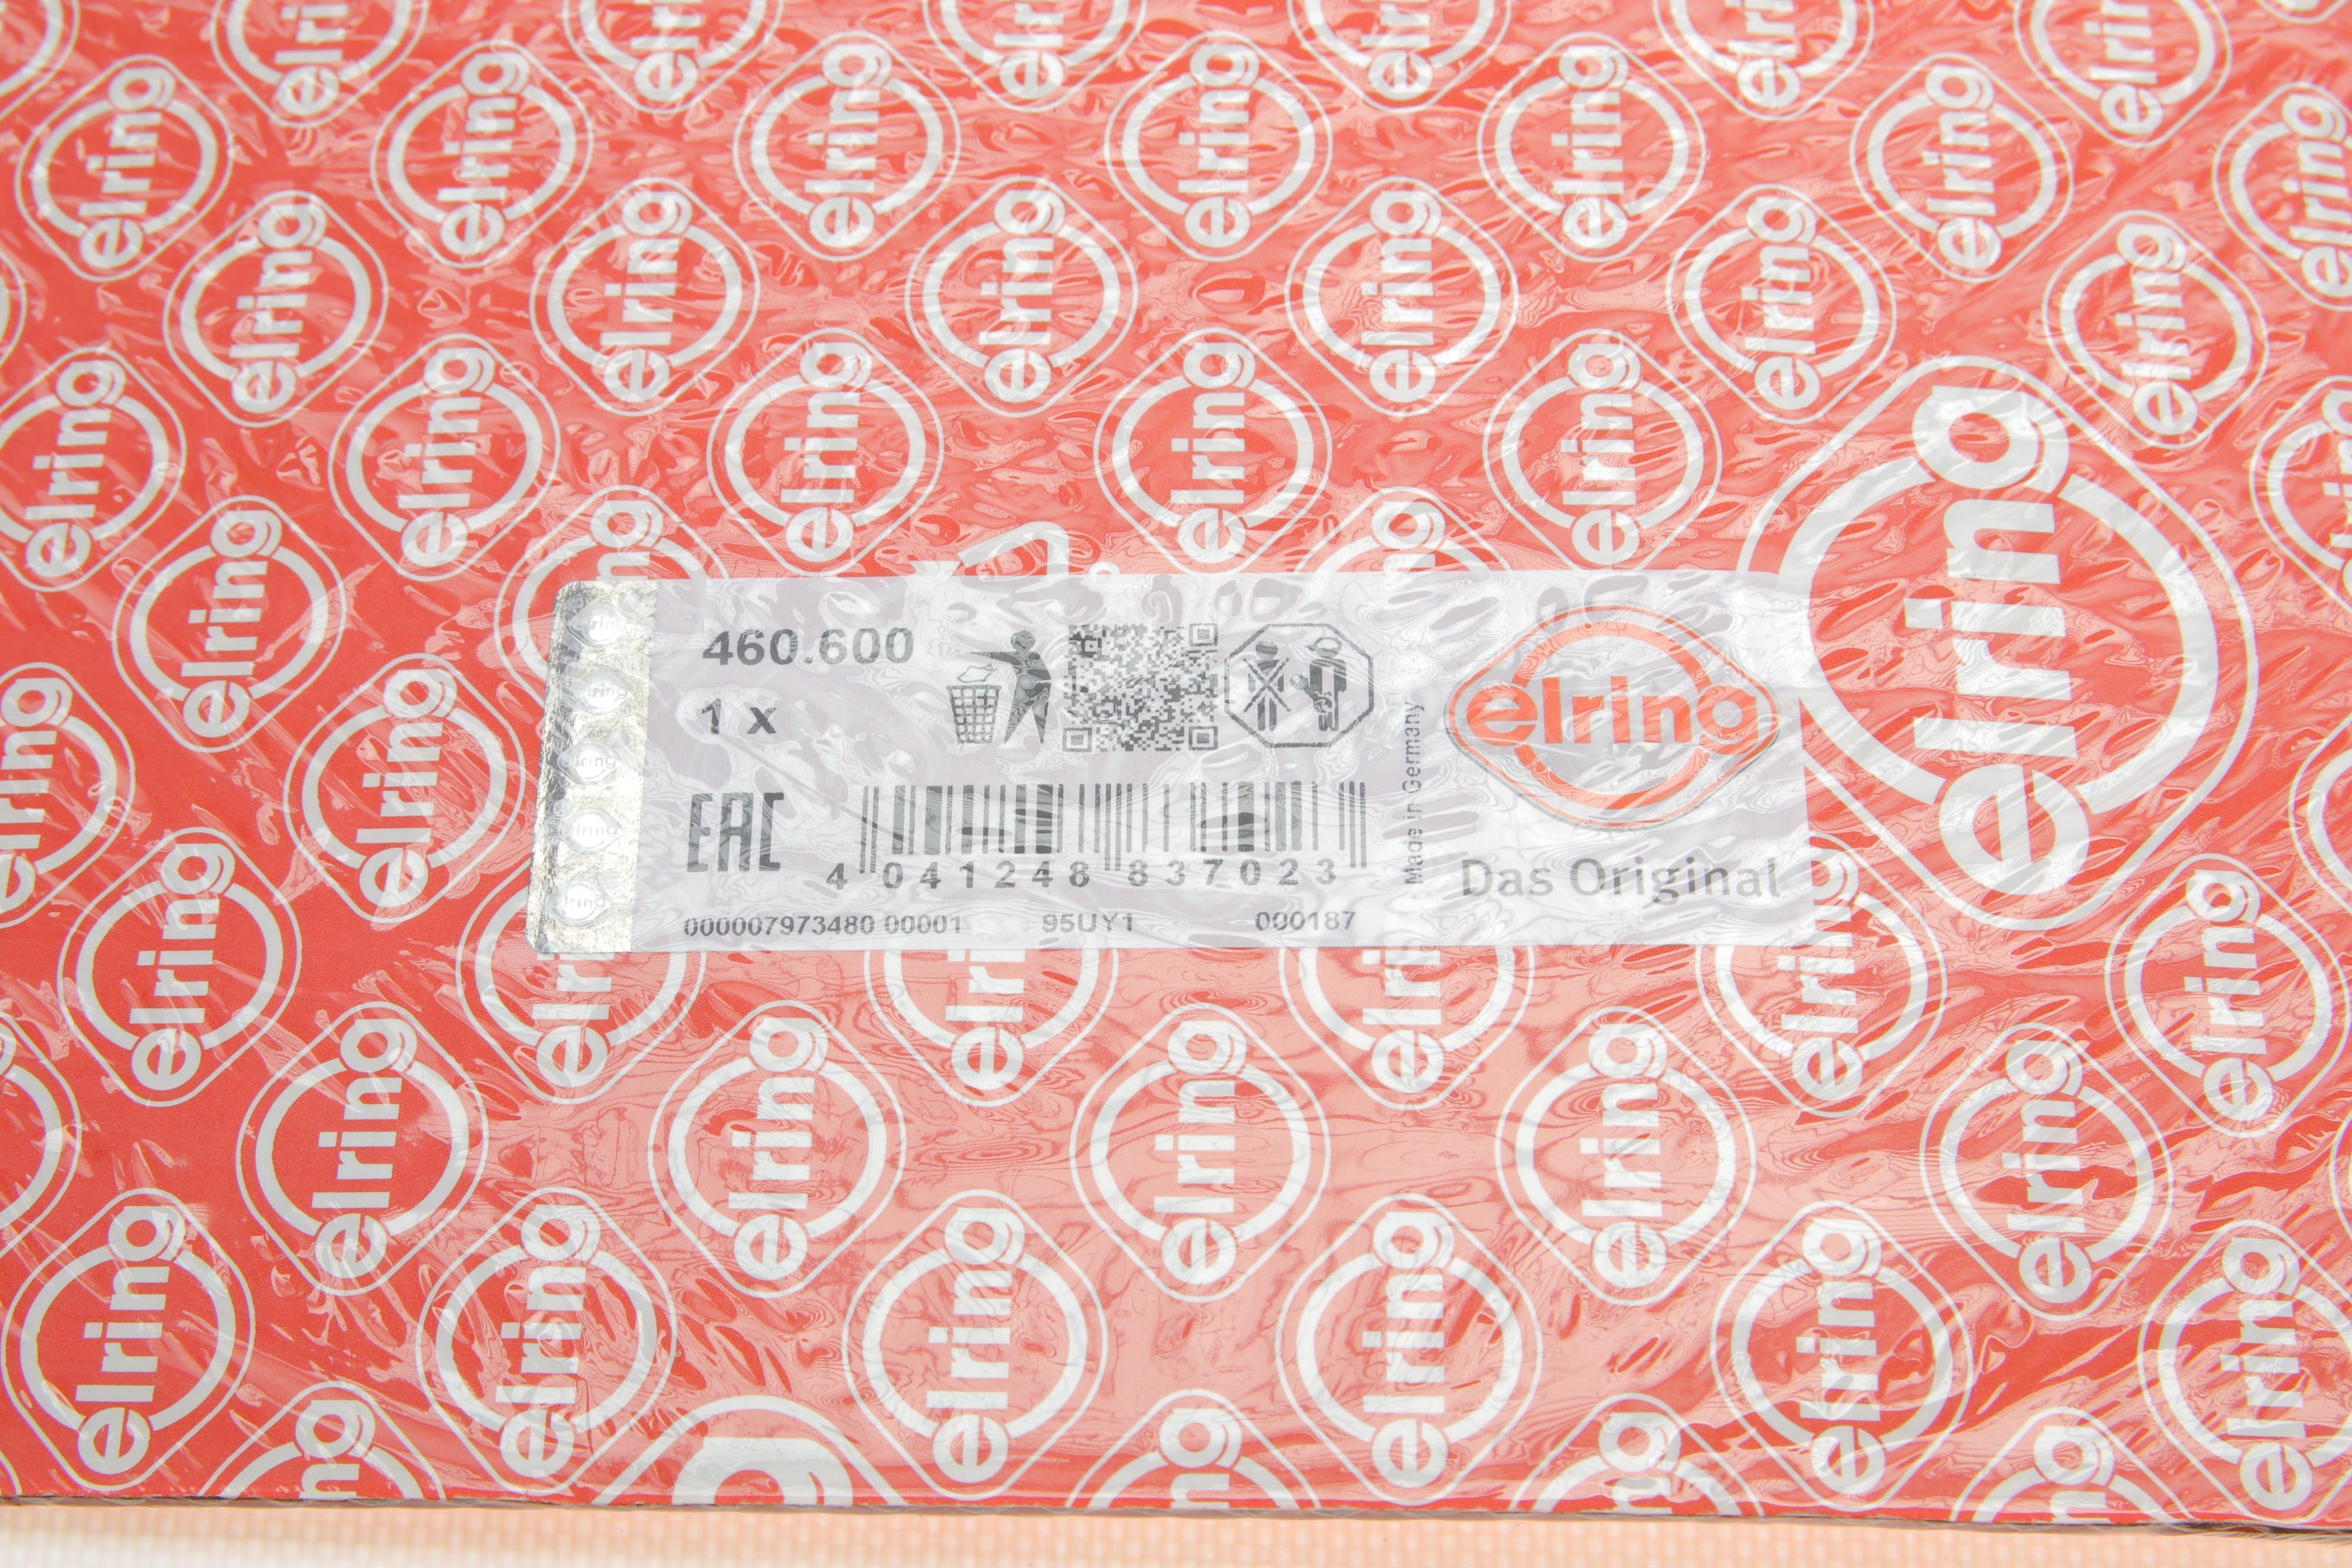 460.600
1 x
EAC
4 041248 837023
000007973480 00001 95UY1 000187
Made in Germany
elring
Das Original
elring